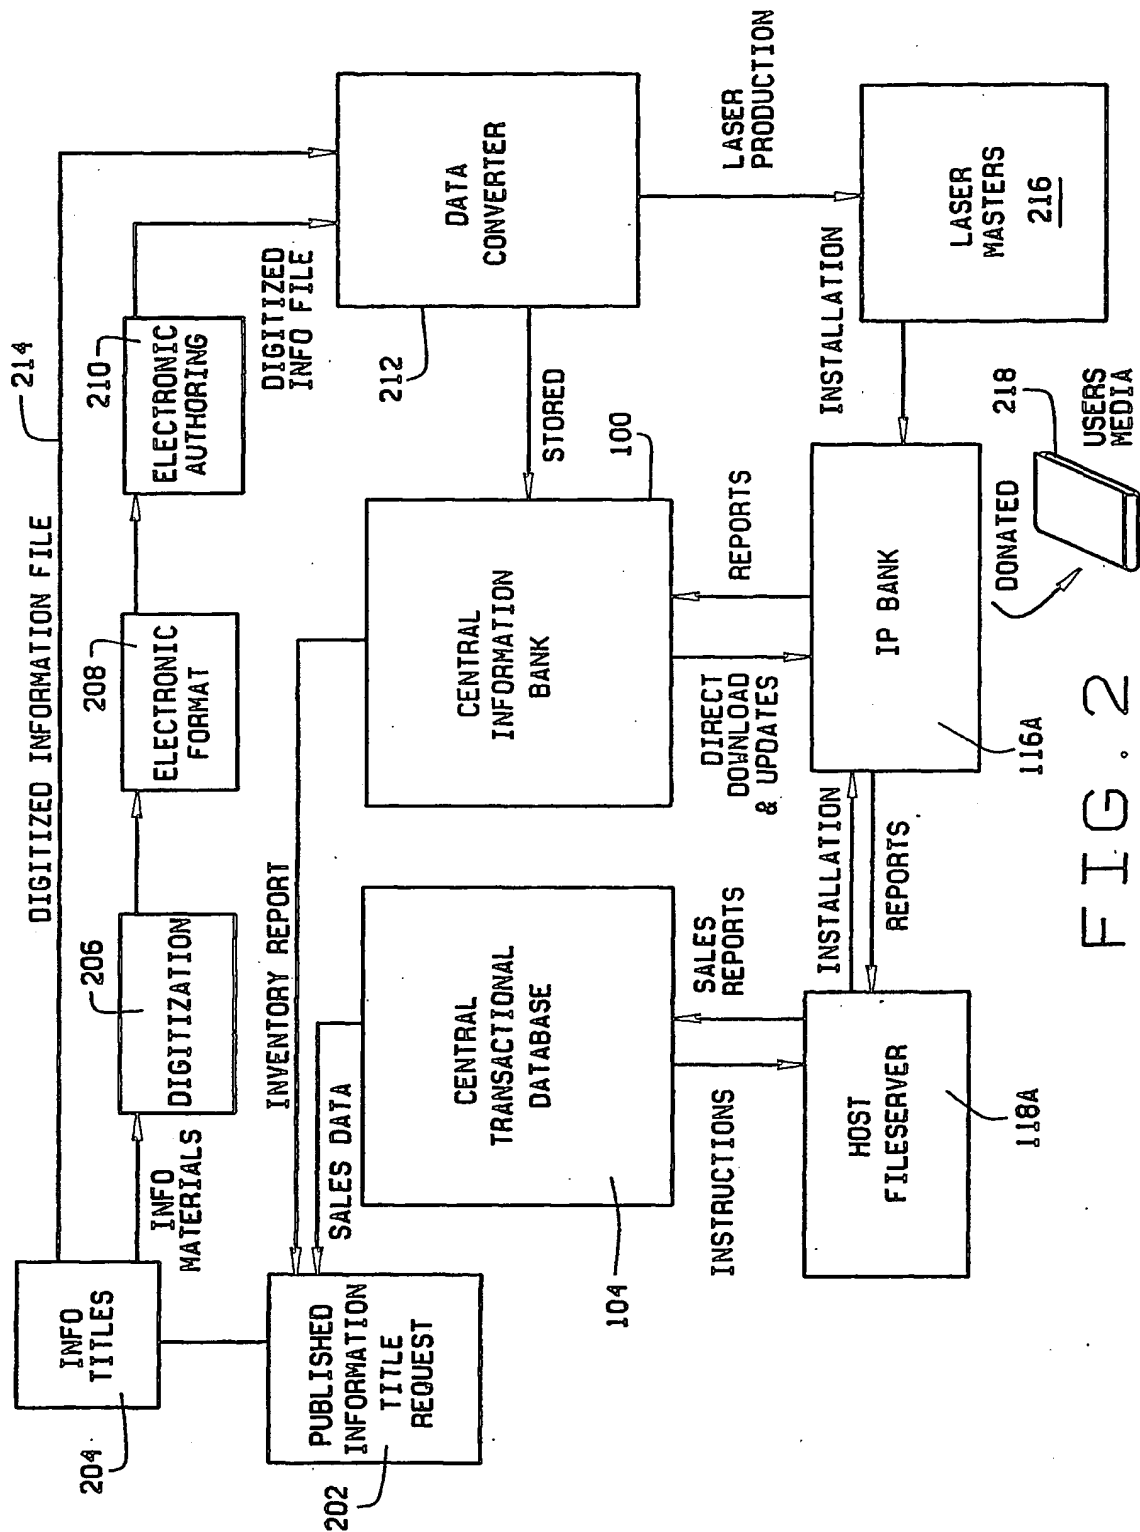 DIGITIZED INFORMATION FILE
214
204
INFO
TITLES
INFO
MATERIALS
206
DIGITIZATION
208
ELECTRONIC
FORMAT
210
ELECTRONIC
AUTHORING
DIGITIZED
INFO FILE
202
PUBLISHED
INFORMATION
TITLE
REQUEST
INVENTORY REPORT
SALES DATA
104
CENTRAL
TRANSACTIONAL
DATABASE
CENTRAL
INFORMATION
BANK
100
STORED
212
DATA
CONVERTER
INSTRUCTIONS
SALES
REPORTS
DIRECT
DOWNLOAD
& UPDATES
REPORTS
LASER
PRODUCTION
HOST
FILESERVER
118A
INSTALLATION
REPORTS
IP BANK
116A
INSTALLATION
LASER
MASTERS
216
DONATED
218
USERS
MEDIA
FIG. 2